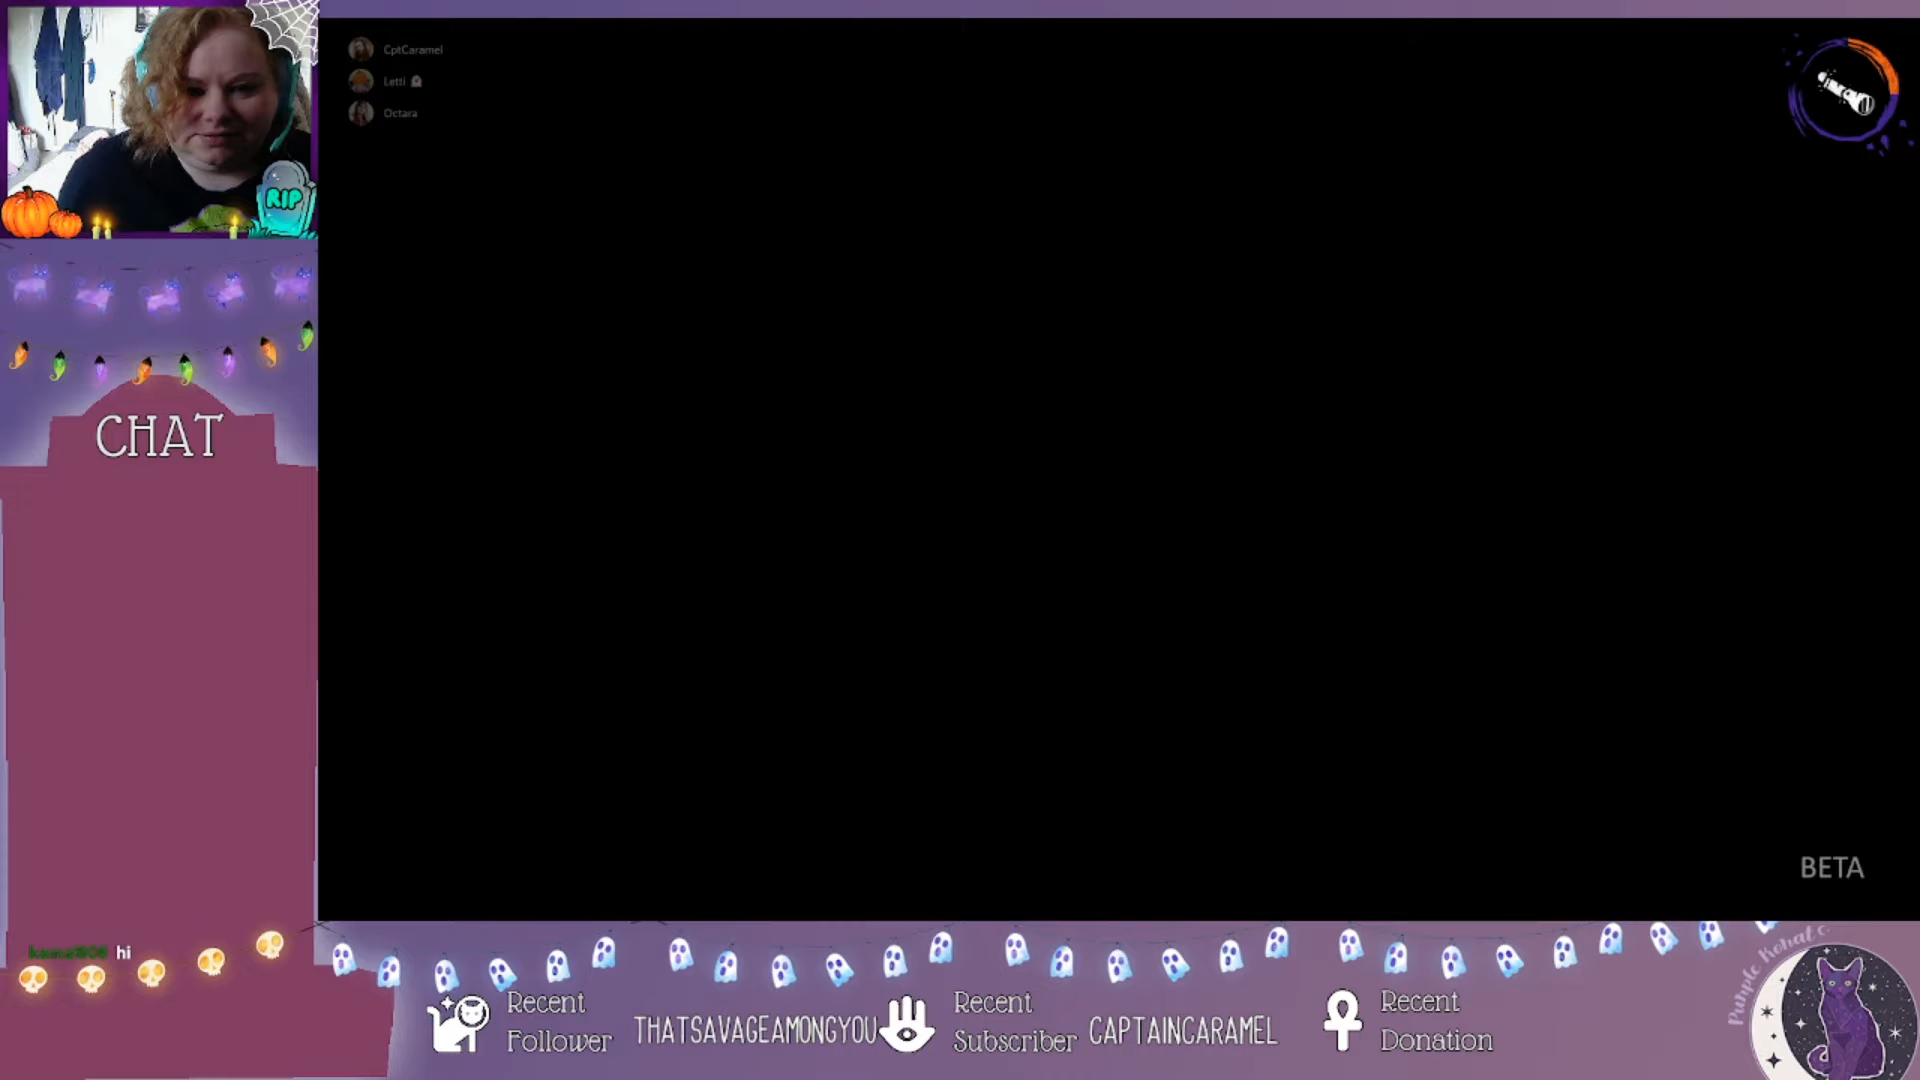 CptCaramel
Letti
Octara
RIP
CHAT
BETA
hi
Recent
Follower
THATSAVAGEAMONGYOU
Recent
Subscriber
CAPTAINCARAMEL
Recent
Donation